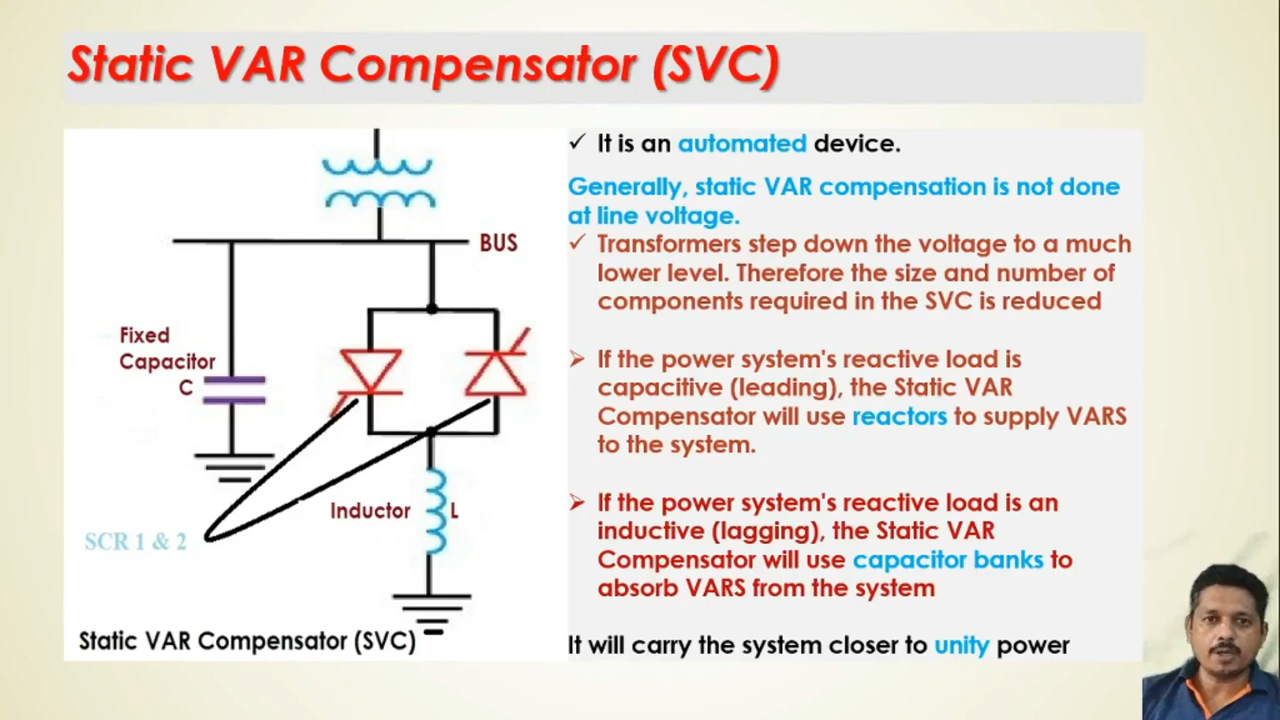 Static VAR Compensator (SVC)
BUS
Fixed
Capacitor
C
Inductor
L
SCR 1 & 2
Static VAR Compensator (SVC)
✓ It is an automated device.
Generally, static VAR compensation is not done
at line voltage.
✓ Transformers step down the voltage to a much
lower level. Therefore the size and number of
components required in the SVC is reduced
➢ If the power system's reactive load is
capacitive (leading), the Static VAR
Compensator will use reactors to supply VARS
to the system.
➢ If the power system's reactive load is an
inductive (lagging), the Static VAR
Compensator will use capacitor banks to
absorb VARS from the system
It will carry the system closer to unity power